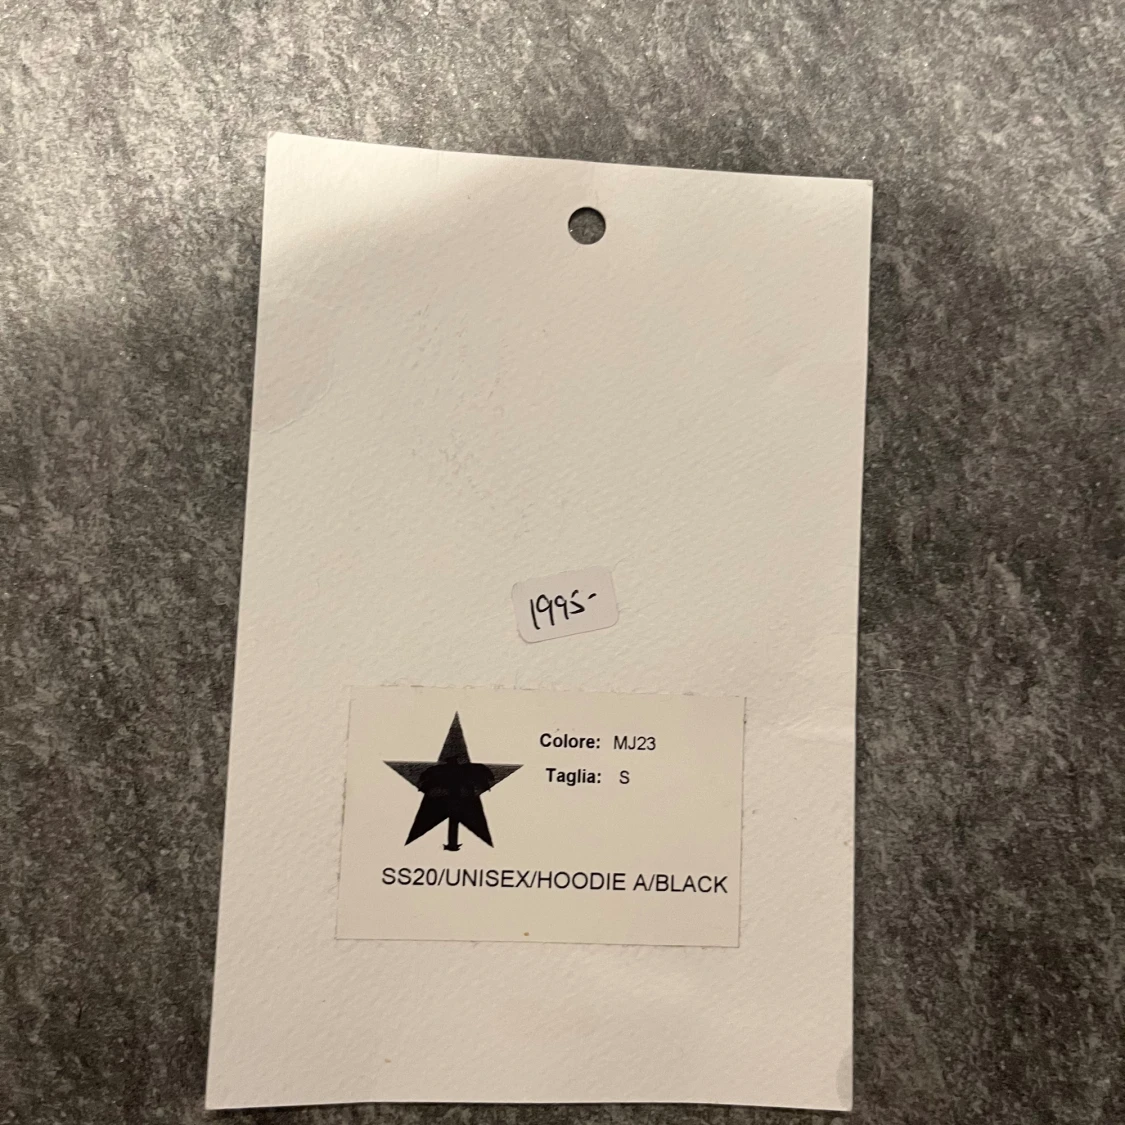 1995-
Colore: MJ23
Taglia: S
SS20/UNISEX/HOODIE A/BLACK